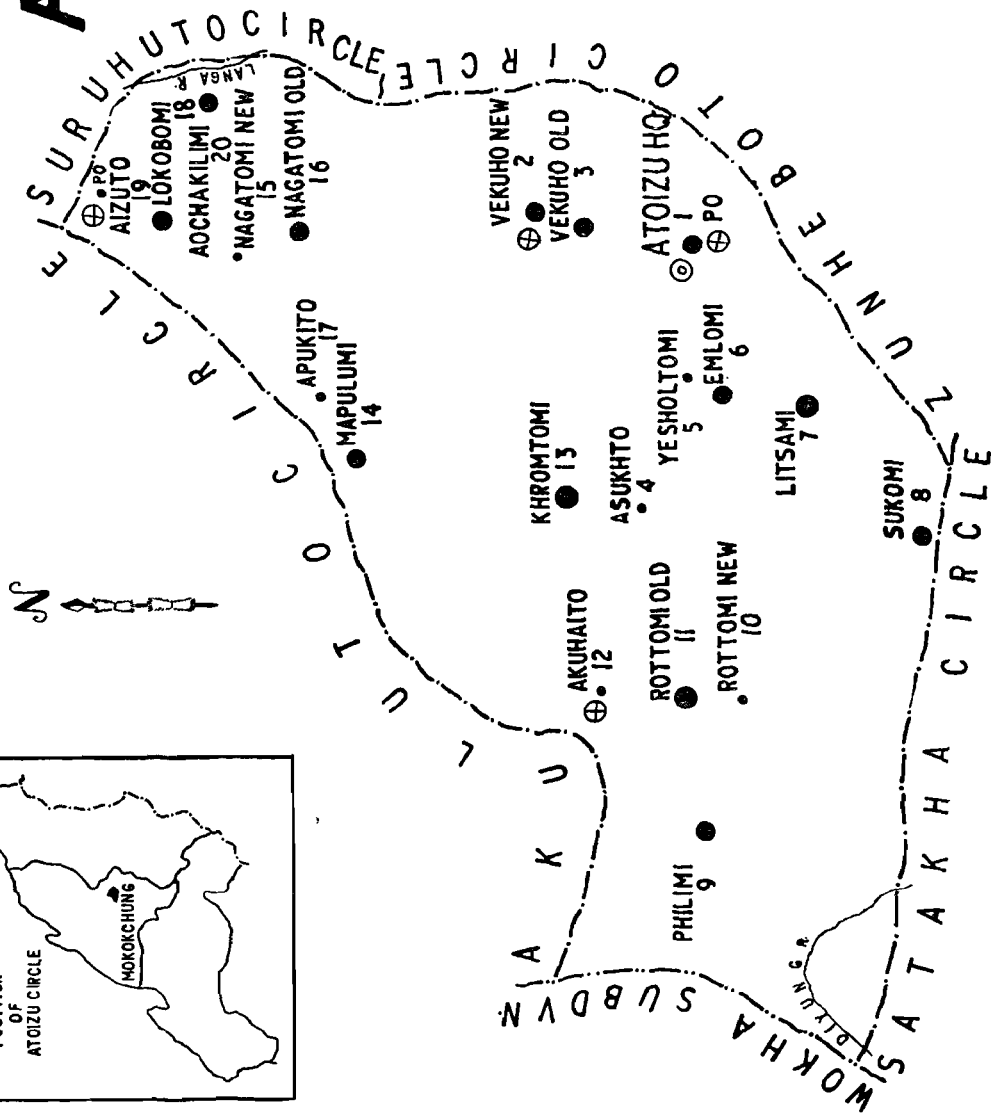 A
N
OF
ATOIZU CIRCLE
MOKOKCHUNG
SURUHUTO CIRCLE
LANGA R.
PO
AIZUTO
19
LOKOBOMI
18
AOCHAKILIMI
20
NAGATOMI NEW
15
NAGATOMI OLD
16
APUKITO
17
MAPULUMI
14
VEKUHO NEW
2
VEKUHO OLD
3
ATOIZU HQ
1
PO
KHROMTOMI
13
ASUKHTO
4
YESHOLTOMI
5
EMLOMI
6
LITSAMI
7
SUKOMI
8
AKUHAITO
12
ROTTOMI OLD
11
ROTTOMI NEW
10
PHILIMI
9
DIYUNG R.
AKULUTO CIRCLE
ZUNHEBOTO CIRCLE
SATAKHA CIRCLE
WOKHA SUBDVN.